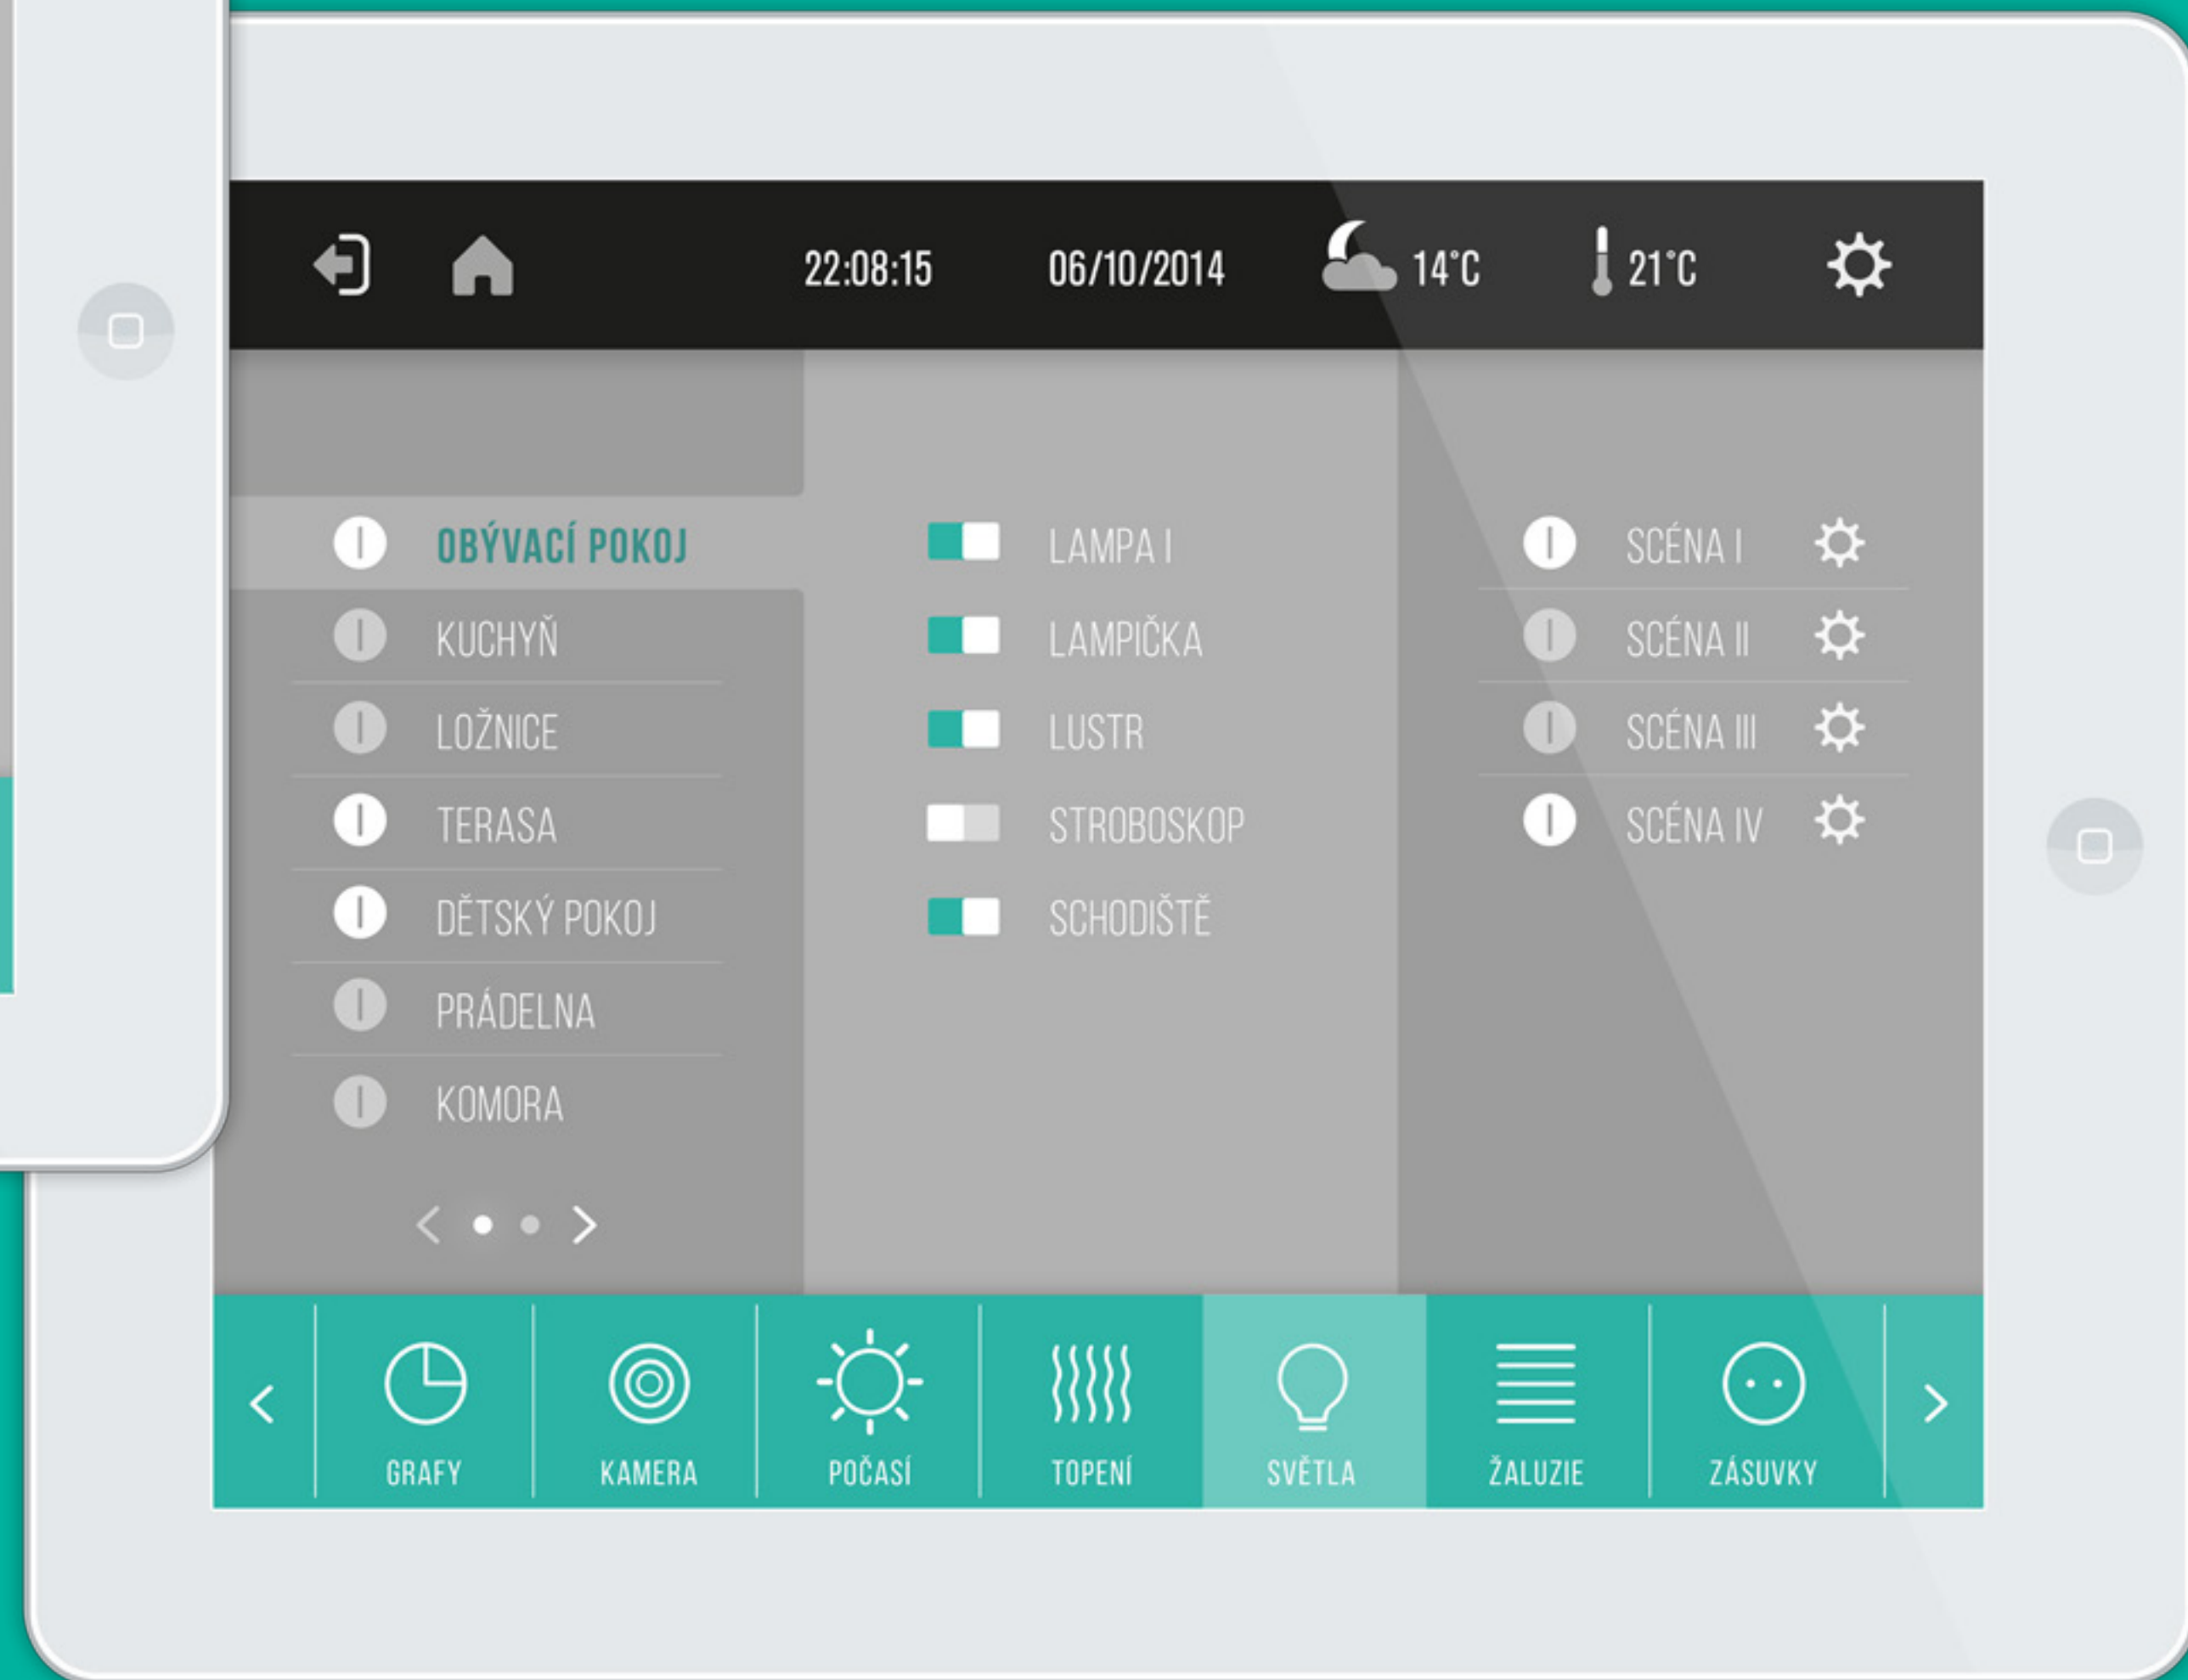 22:08:15 06/10/2014 14°C 21°C
OBÝVACÍ POKOJ
KUCHYŇ
LOŽNICE
TERASA
DĚTSKÝ POKOJ
PRÁDELNA
KOMORA
LAMPA I
LAMPIČKA
LUSTR
STROBOSKOP
SCHODIŠTĚ
SCÉNA I
SCÉNA II
SCÉNA III
SCÉNA IV
GRAFY KAMERA POČASÍ TOPENÍ SVĚTLA ŽALUZIE ZÁSUVKY